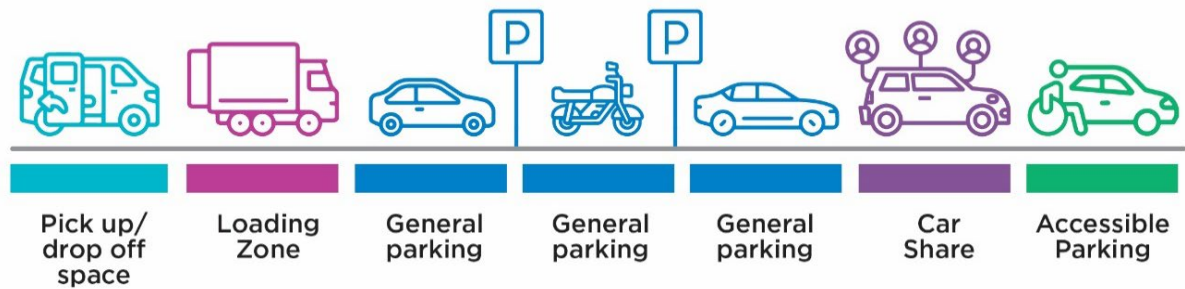 P
P
Pick up/
drop off
space
Loading
Zone
General
parking
General
parking
General
parking
Car
Share
Accessible
Parking